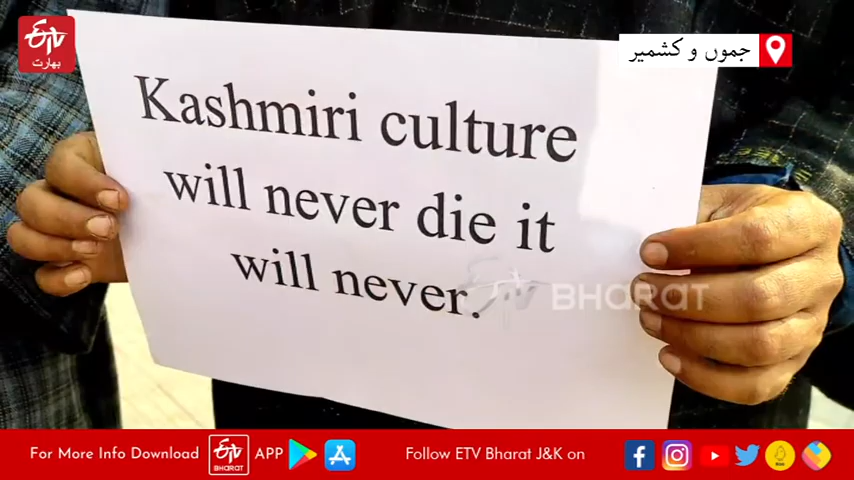 ETV
بھارت
جموں و کشمیر
Kashmiri culture
will never die it
will never.
ETV BHARAT
For More Info Download ETV BHARAT APP
Follow ETV Bharat J&K on